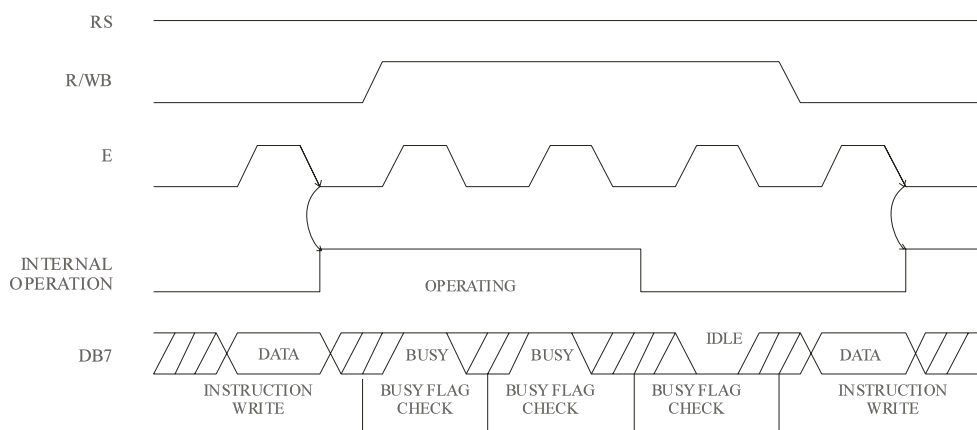 RS
R/WB
E
INTERNAL
OPERATION
OPERATING
DB7
DATA
BUSY
BUSY
IDLE
DATA
INSTRUCTION
WRITE
BUSY FLAG
CHECK
BUSY FLAG
CHECK
BUSY FLAG
CHECK
INSTRUCTION
WRITE